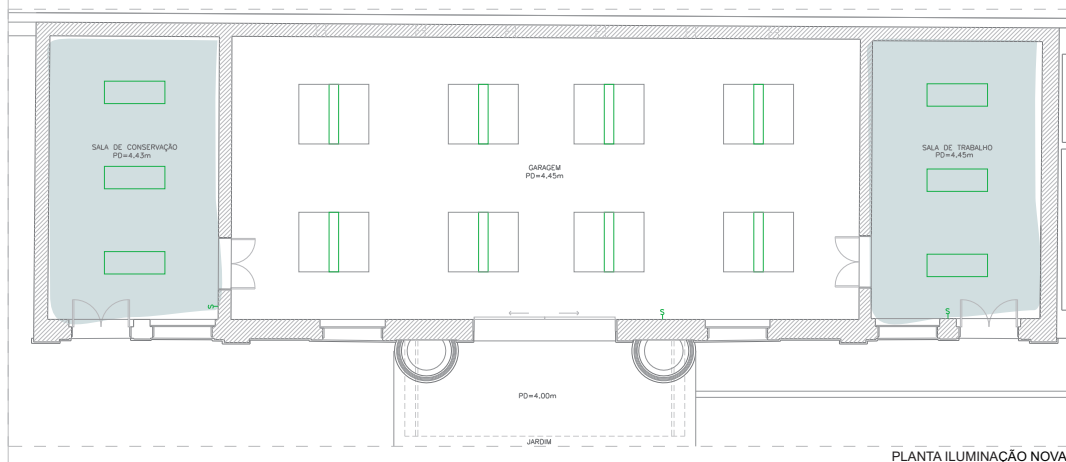 SALA DE CONSERVAÇÃO
PD=4.43m
GARAGEM
PD=4.45m
SALA DE TRABALHO
PD=4.45m
S
S
S
PD=4.00m
JARDIM
PLANTA ILUMINAÇÃO NOVA